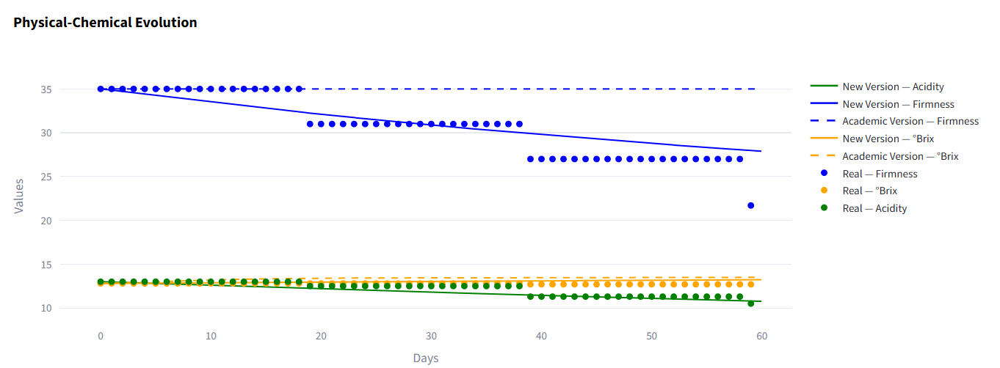 Physical-Chemical Evolution
35
30
25
20
15
10
Values
0 10 20 30 40 50 60
Days
New Version — Acidity
New Version — Firmness
Academic Version — Firmness
New Version — °Brix
Academic Version — °Brix
Real — Firmness
Real — °Brix
Real — Acidity